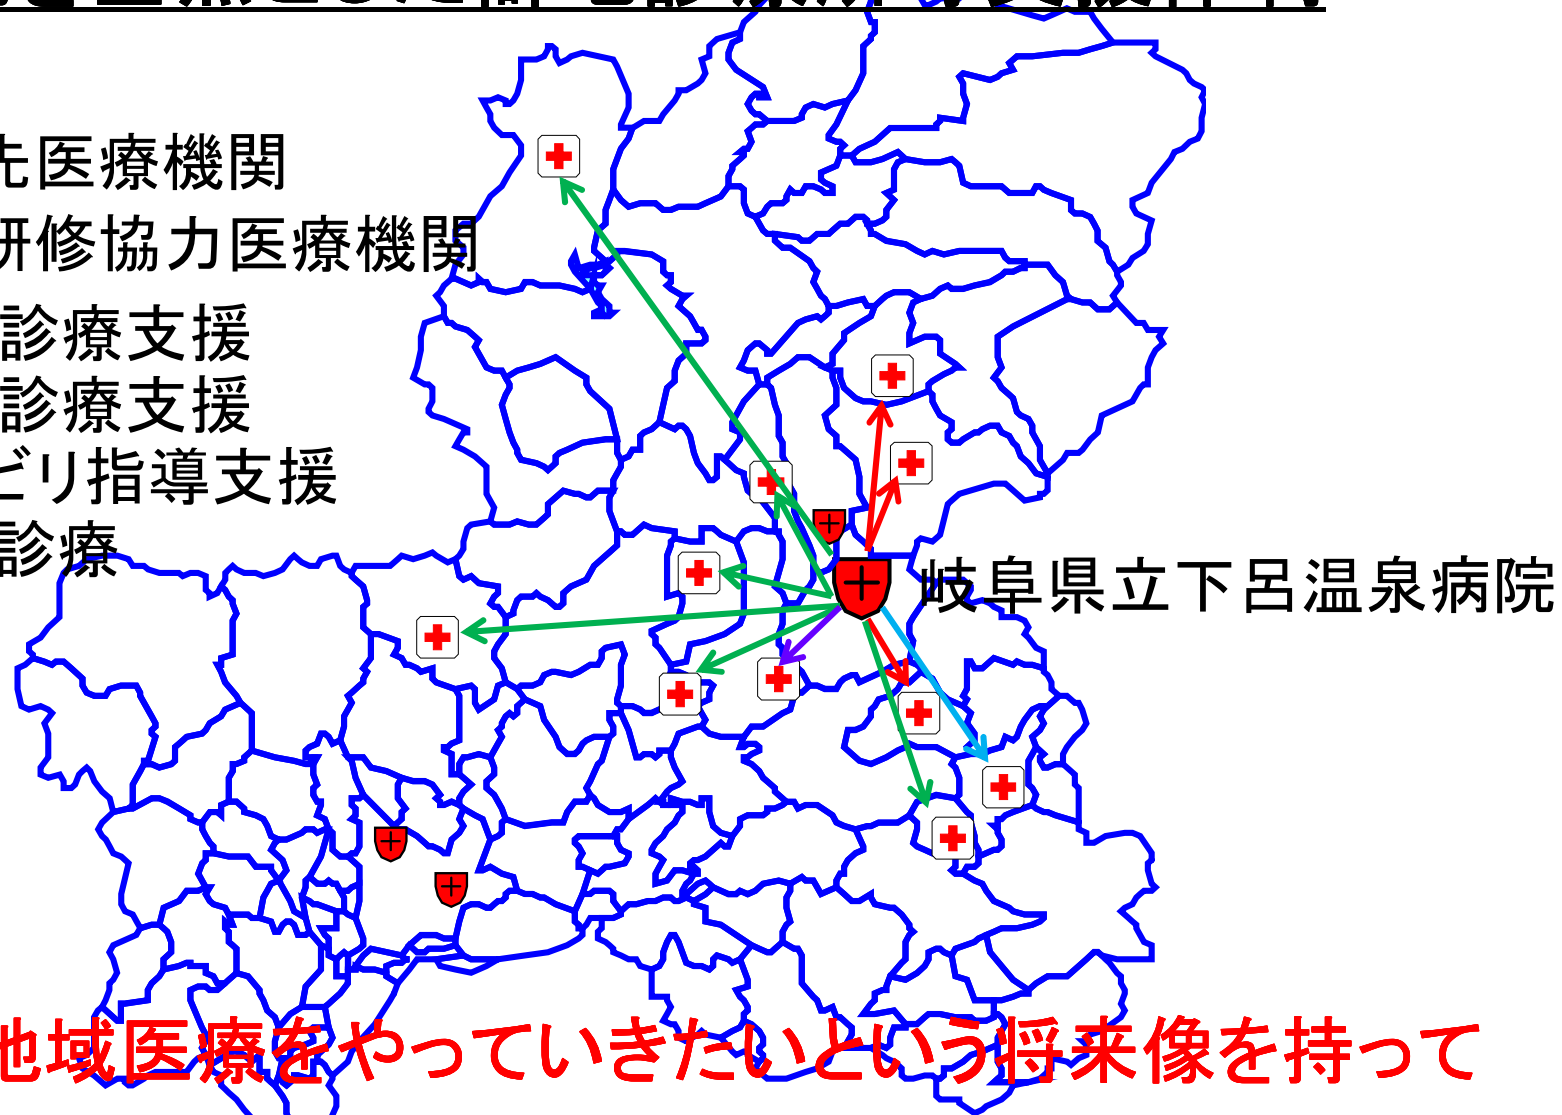 先医療機関
研修協力医療機関
診療支援
診療支援
ビリ指導支援
診療
岐阜県立下呂温泉病院
地域医療をやっていきたいという将来像を持って